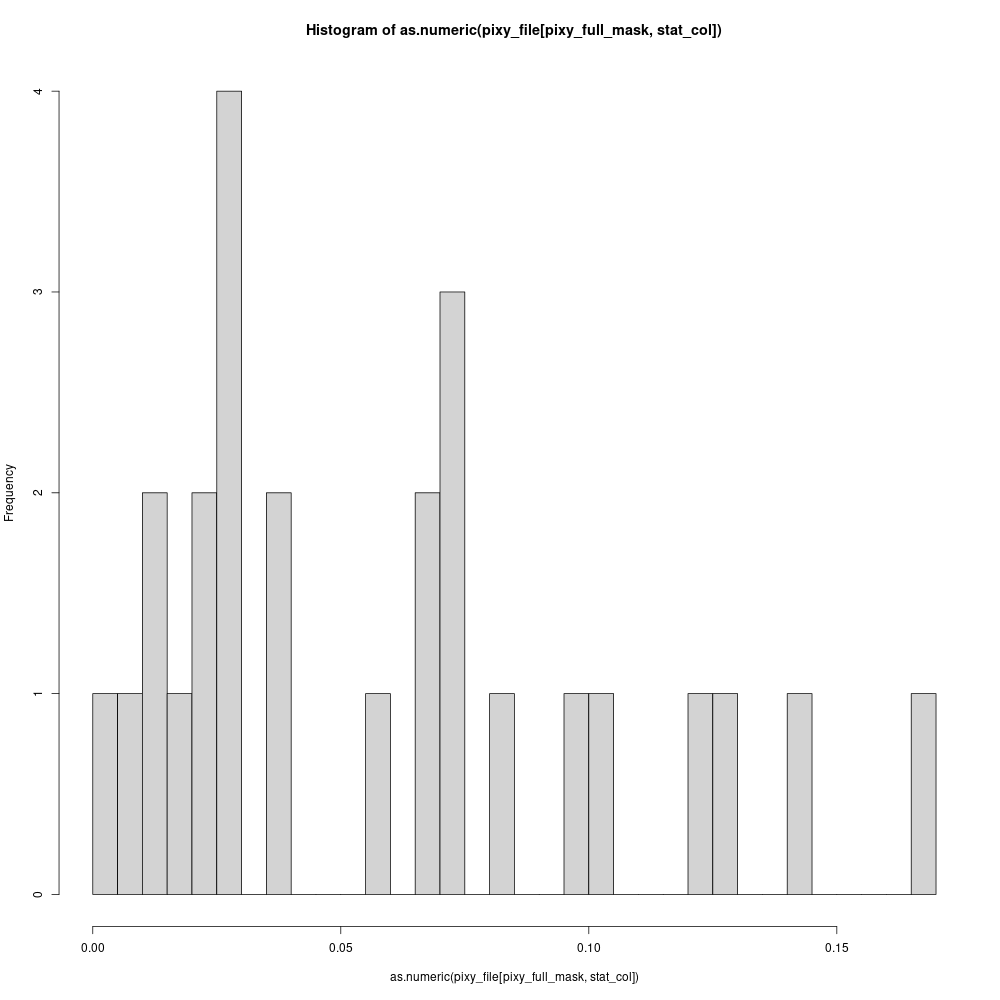 Histogram of as.numeric(pixy_file[pixy_full_mask, stat_col])
4
3
2
1
0
Frequency
0.00 0.05 0.10 0.15
as.numeric(pixy_file[pixy_full_mask, stat_col])